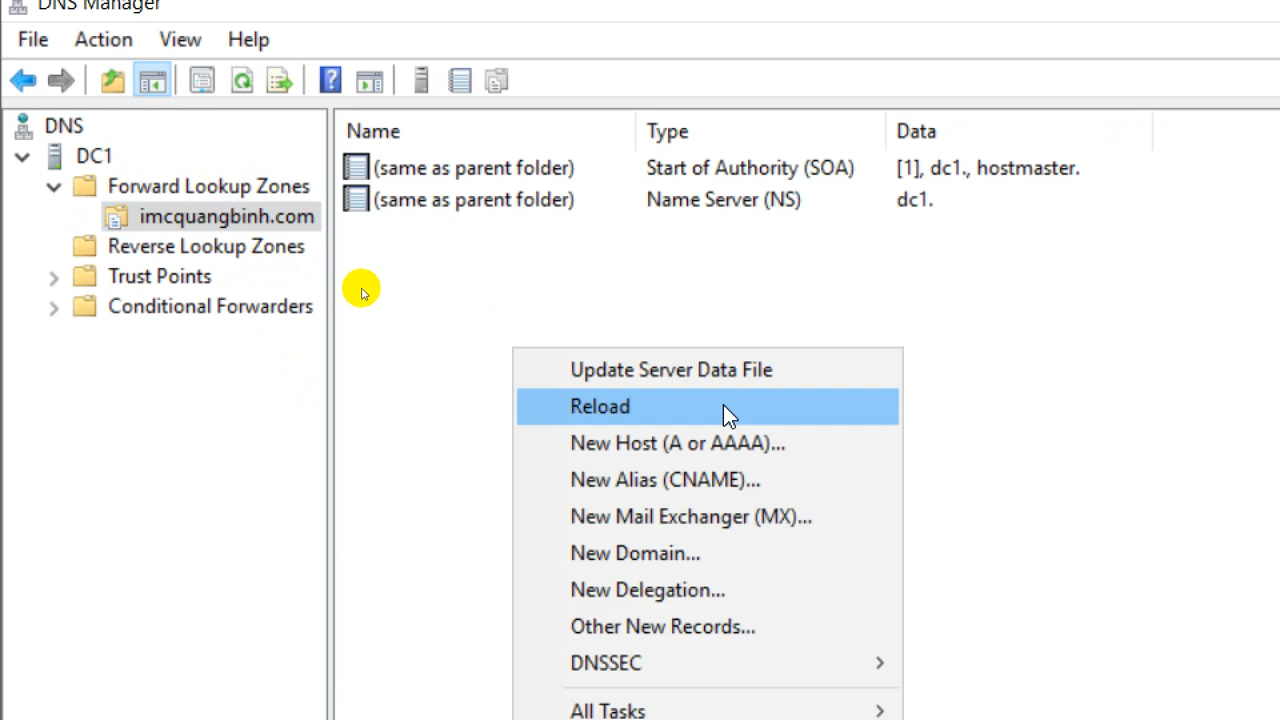 DNS Manager
File Action View Help
DNS
DC1
Forward Lookup Zones
imcquangbinh.com
Reverse Lookup Zones
Trust Points
Conditional Forwarders
Name Type Data
(same as parent folder) Start of Authority (SOA) [1], dc1., hostmaster.
(same as parent folder) Name Server (NS) dc1.
Update Server Data File
Reload
New Host (A or AAAA)...
New Alias (CNAME)...
New Mail Exchanger (MX)...
New Domain...
New Delegation...
Other New Records...
DNSSEC
All Tasks